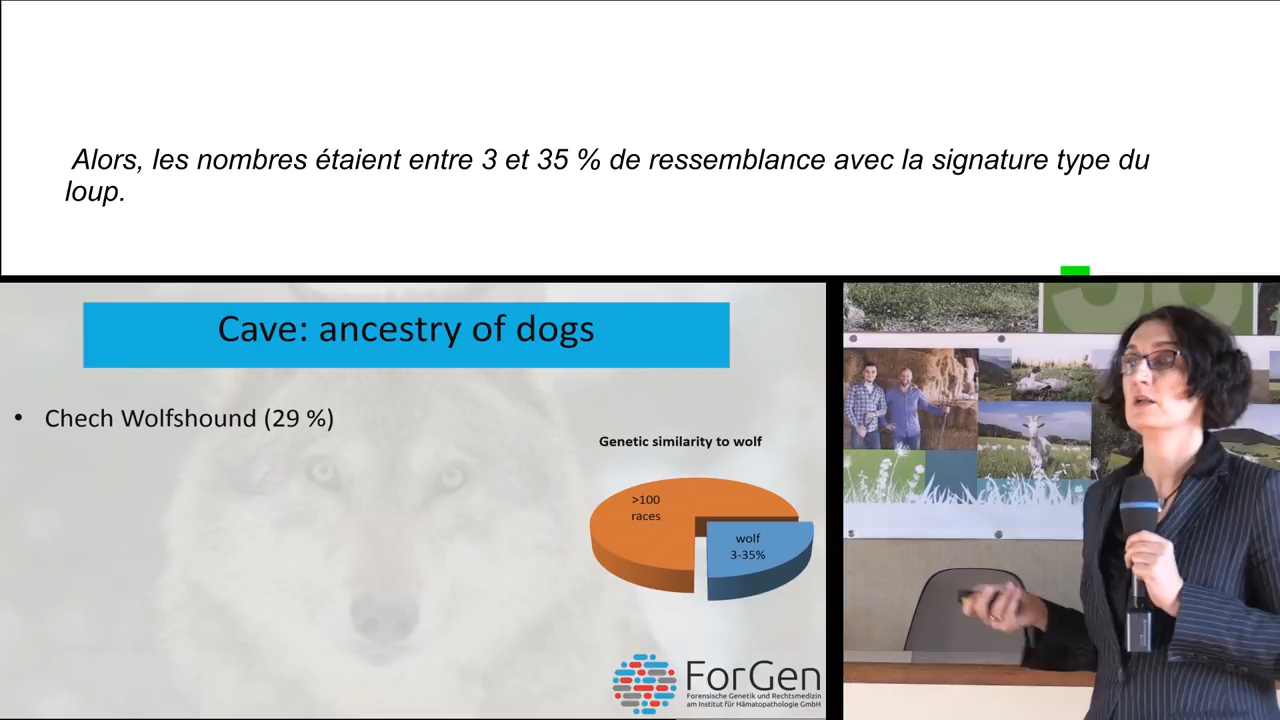 Alors, les nombres étaient entre 3 et 35 % de ressemblance avec la signature type du
loup.
Cave: ancestry of dogs
• Chech Wolfshound (29 %)
Genetic similarity to wolf
>100
races
wolf
3-35%
ForGen
Forensische Genetik und Rechtsmedizin
am Institut für Hämatopathologie GmbH